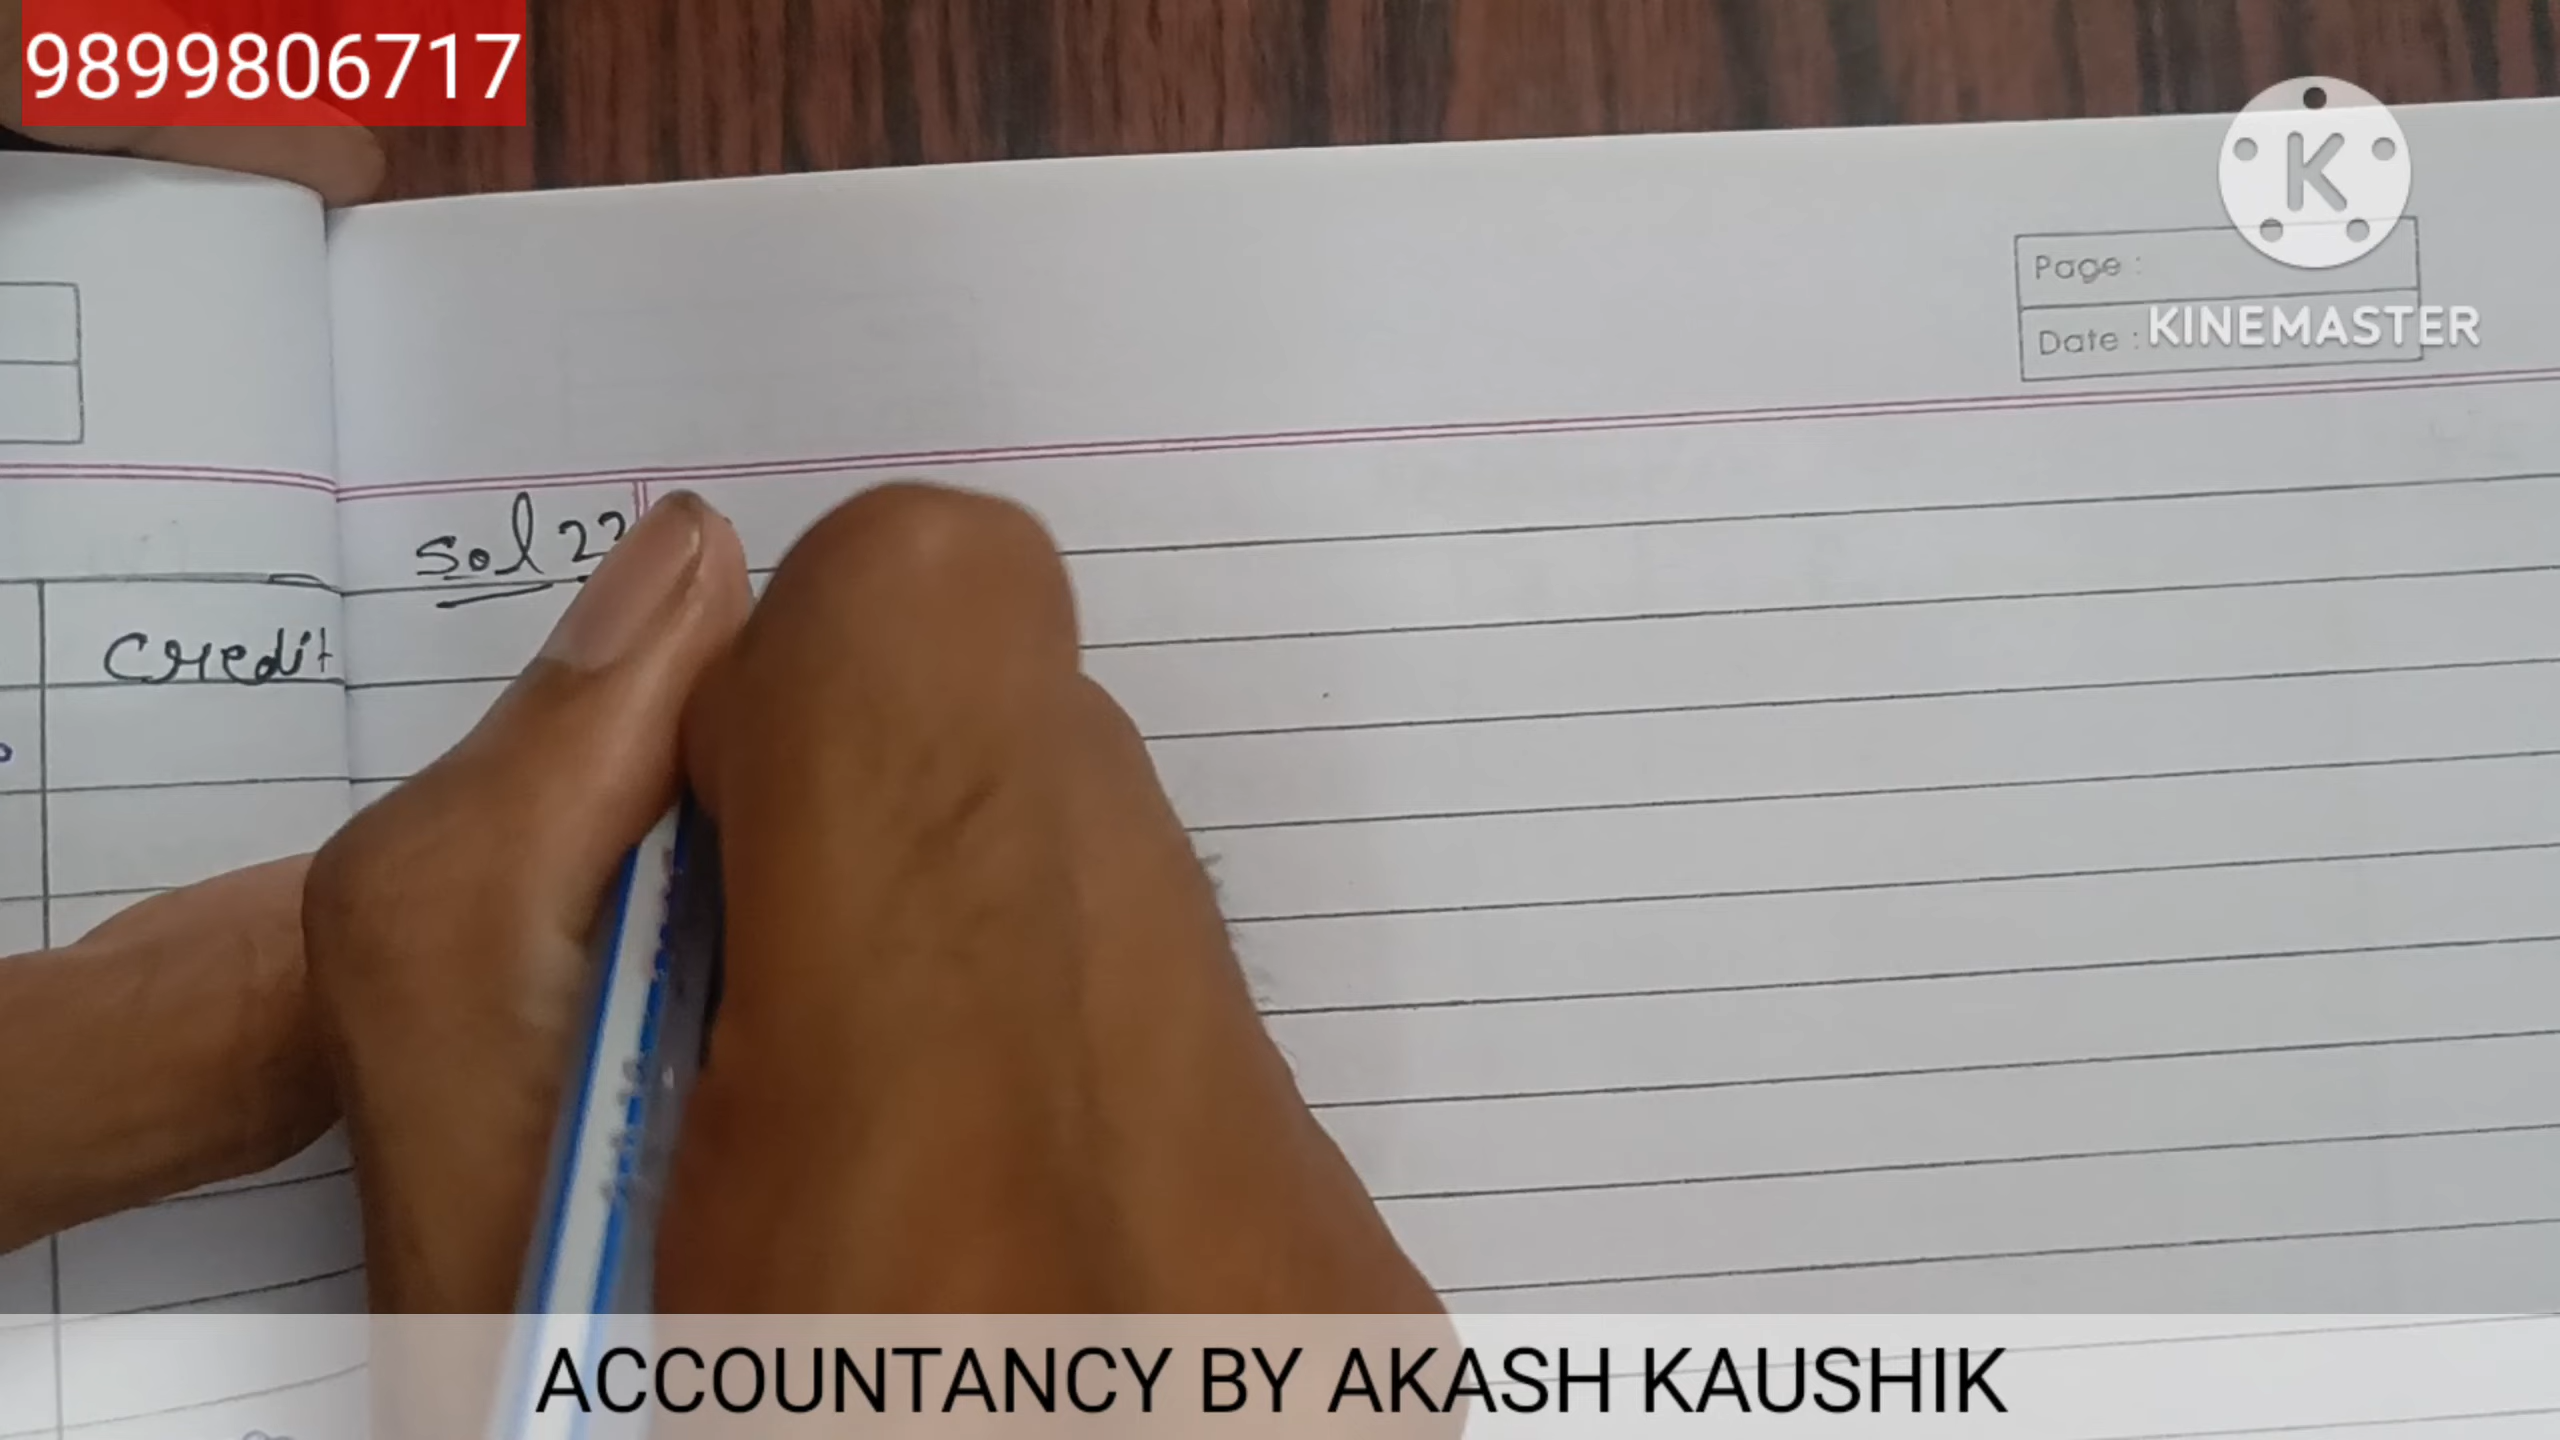 9899806717
Page :
Date :
KINEMASTER
sol 22
Credit
ACCOUNTANCY BY AKASH KAUSHIK